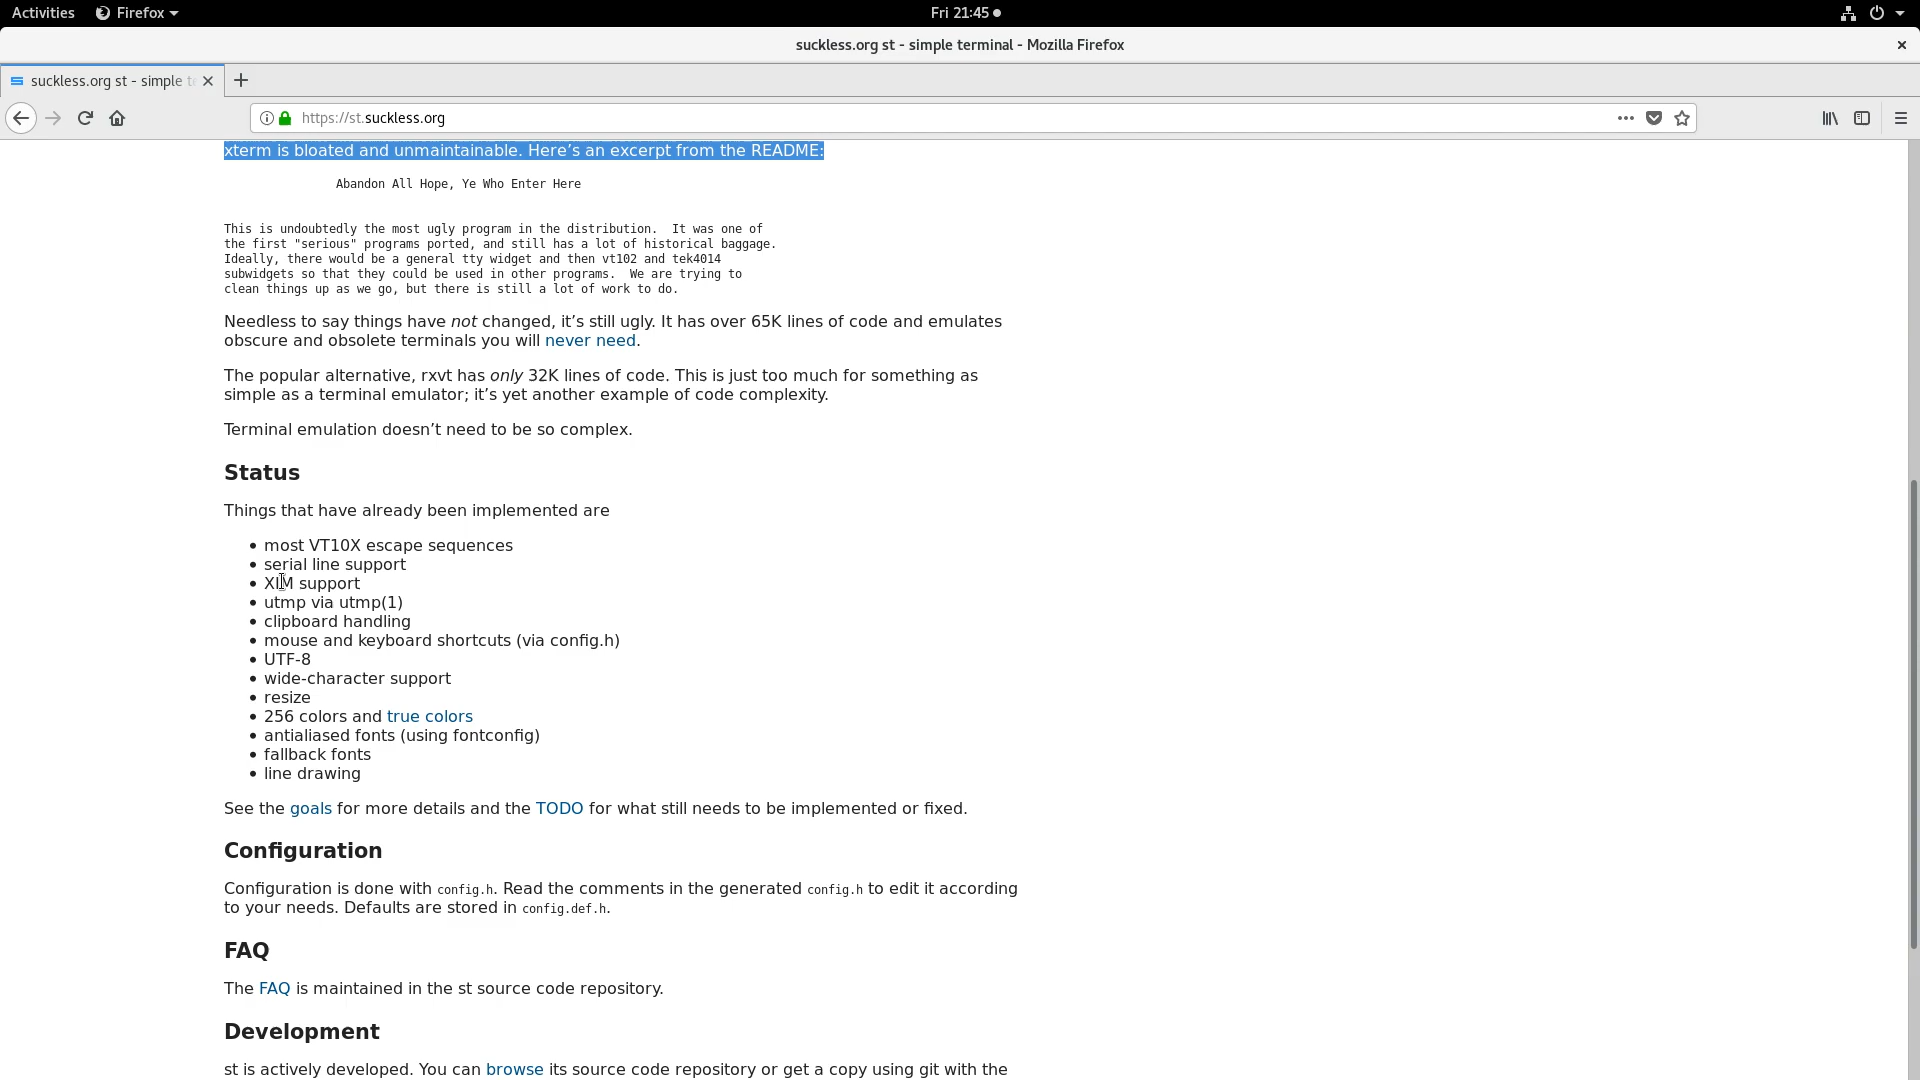 Activities Firefox Fri 21:45
suckless.org st - simple terminal - Mozilla Firefox
suckless.org st - simple te
https://st.suckless.org
xterm is bloated and unmaintainable. Here’s an excerpt from the README:
Abandon All Hope, Ye Who Enter Here
This is undoubtedly the most ugly program in the distribution.  It was one of
the first "serious" programs ported, and still has a lot of historical baggage.
Ideally, there would be a general tty widget and then vt102 and tek4014
subwidgets so that they could be used in other programs.  We are trying to
clean things up as we go, but there is still a lot of work to do.
Needless to say things have not changed, it’s still ugly. It has over 65K lines of code and emulates
obscure and obsolete terminals you will never need.
The popular alternative, rxvt has only 32K lines of code. This is just too much for something as
simple as a terminal emulator; it’s yet another example of code complexity.
Terminal emulation doesn’t need to be so complex.
Status
Things that have already been implemented are
• most VT10X escape sequences
• serial line support
• XIM support
• utmp via utmp(1)
• clipboard handling
• mouse and keyboard shortcuts (via config.h)
• UTF-8
• wide-character support
• resize
• 256 colors and true colors
• antialiased fonts (using fontconfig)
• fallback fonts
• line drawing
See the goals for more details and the TODO for what still needs to be implemented or fixed.
Configuration
Configuration is done with config.h. Read the comments in the generated config.h to edit it according
to your needs. Defaults are stored in config.def.h.
FAQ
The FAQ is maintained in the st source code repository.
Development
st is actively developed. You can browse its source code repository or get a copy using git with the